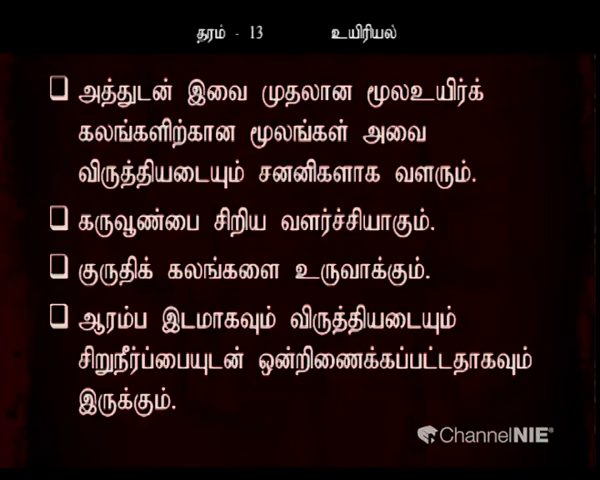 தரம் - 13 உயிரியல்
❑ அத்துடன் இவை முதலான மூலஉயிர்க்
கலங்களிற்கான மூலங்கள் அவை
விருத்தியடையும் சனனிகளாக வளரும்.
❑ கருவூண்பை சிறிய வளர்ச்சியாகும்.
❑ குருதிக் கலங்களை உருவாக்கும்.
❑ ஆரம்ப இடமாகவும் விருத்தியடையும்
சிறுநீர்ப்பையுடன் ஒன்றிணைக்கப்பட்டதாகவும்
இருக்கும்.
ChannelNIE®